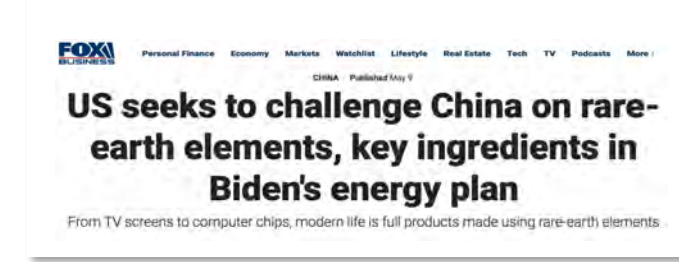 FOX
BUSINESS
Personal Finance Economy Markets Watchlist Lifestyle Real Estate Tech TV Podcasts More :
CHINA Published May 9
US seeks to challenge China on rare-
earth elements, key ingredients in
Biden's energy plan
From TV screens to computer chips, modern life is full products made using rare-earth elements